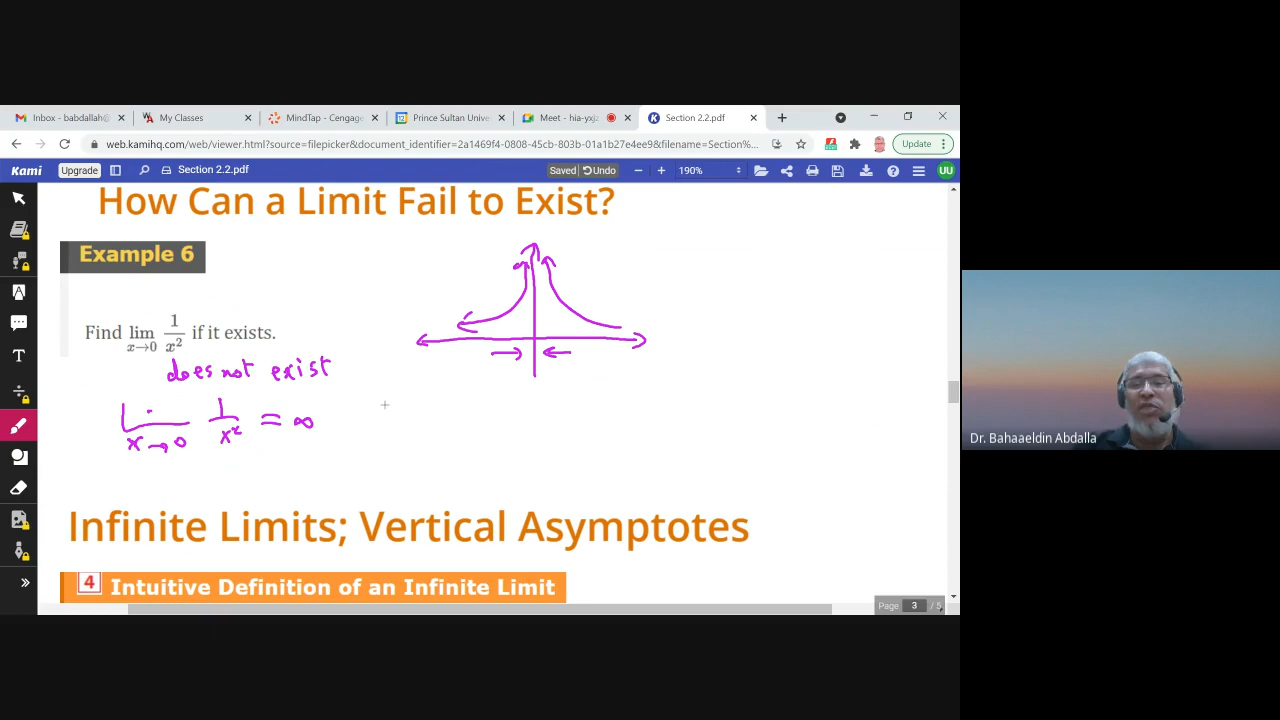 Inbox - babdallah@
My Classes
MindTap - Cengage
Prince Sultan Unive
Meet - hia-yxjz
Section 2.2.pdf
web.kamihq.com/web/viewer.html?source=filepicker&document_identifier=2a1469f4-0808-45cb-803b-01a1b27e4ee9&filename=Section%...
Update
Kami
Upgrade
Section 2.2.pdf
Saved
Undo
190%
UU
How Can a Limit Fail to Exist?
Example 6
Find lim x→0 1/x² if it exists.
does not exist
x→0 1/x² = ∞
Infinite Limits; Vertical Asymptotes
4 Intuitive Definition of an Infinite Limit
Page 3 / 5
Dr. Bahaaeldin Abdalla